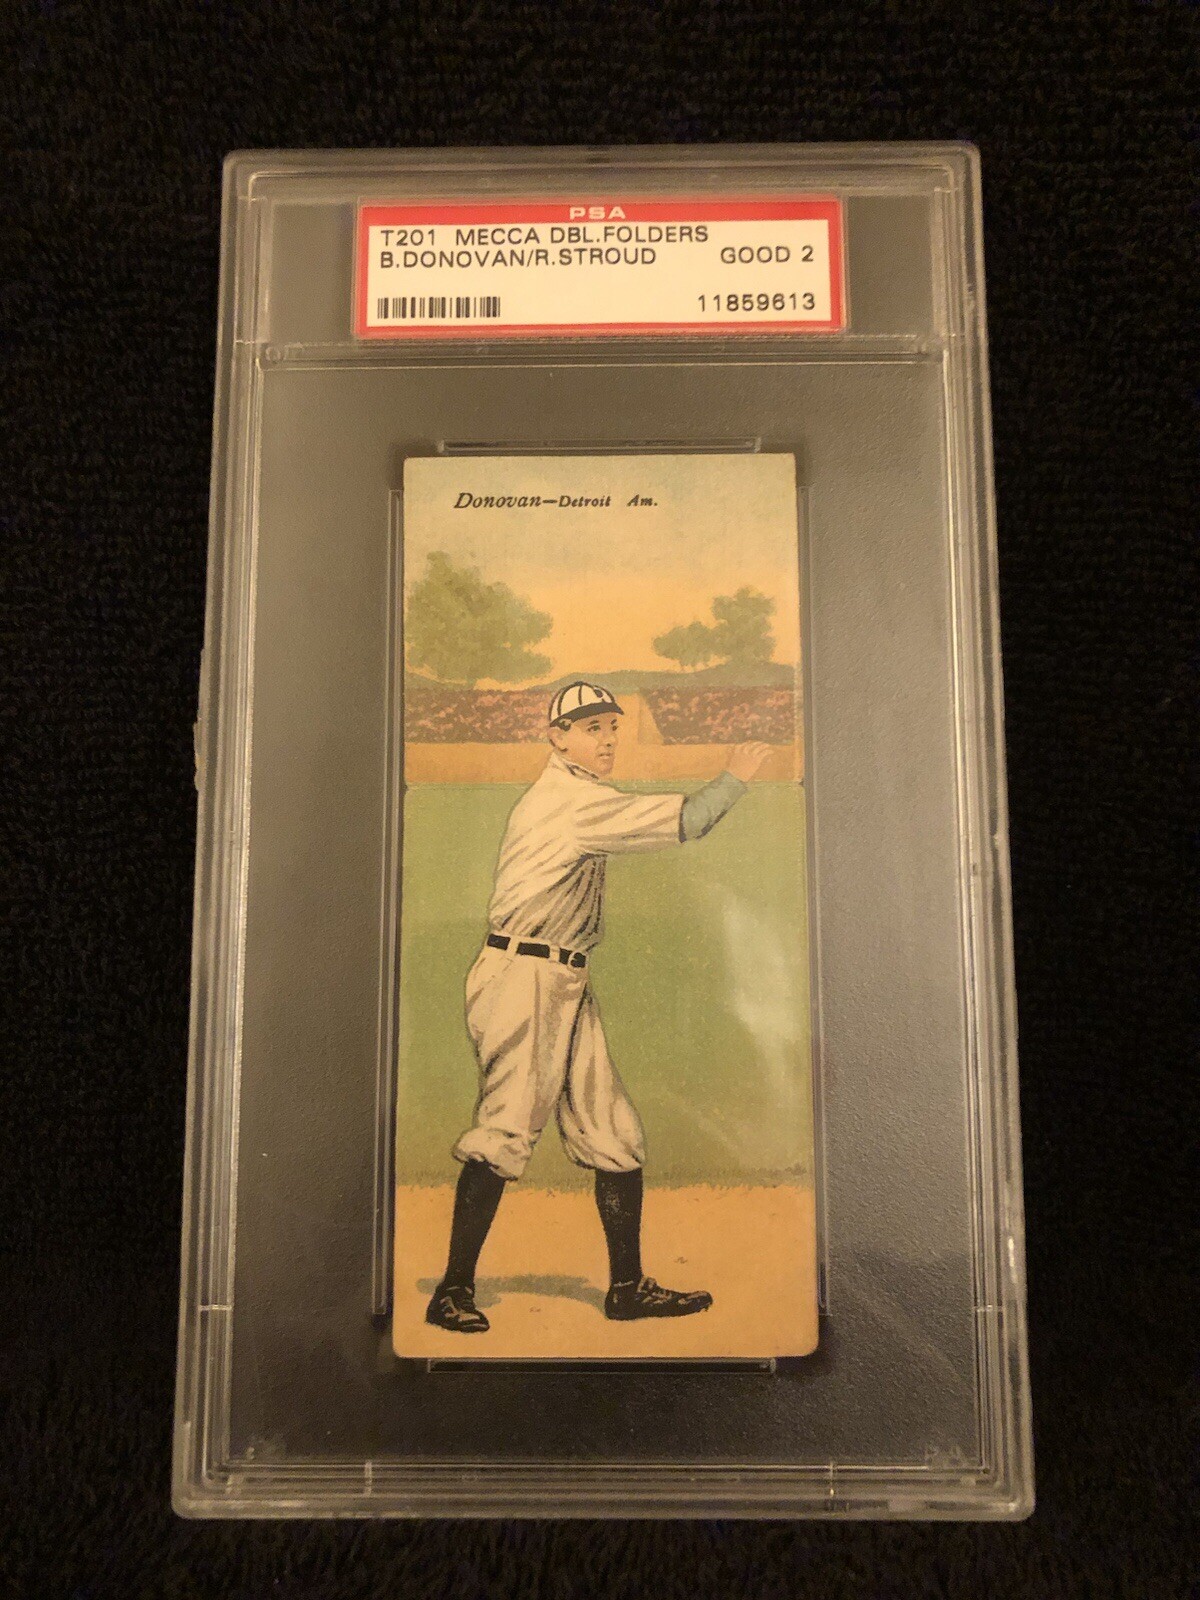 PSA
T201 MECCA DBL.FOLDERS
B.DONOVAN/R.STROUD GOOD 2
11859613
Donovan—Detroit Am.